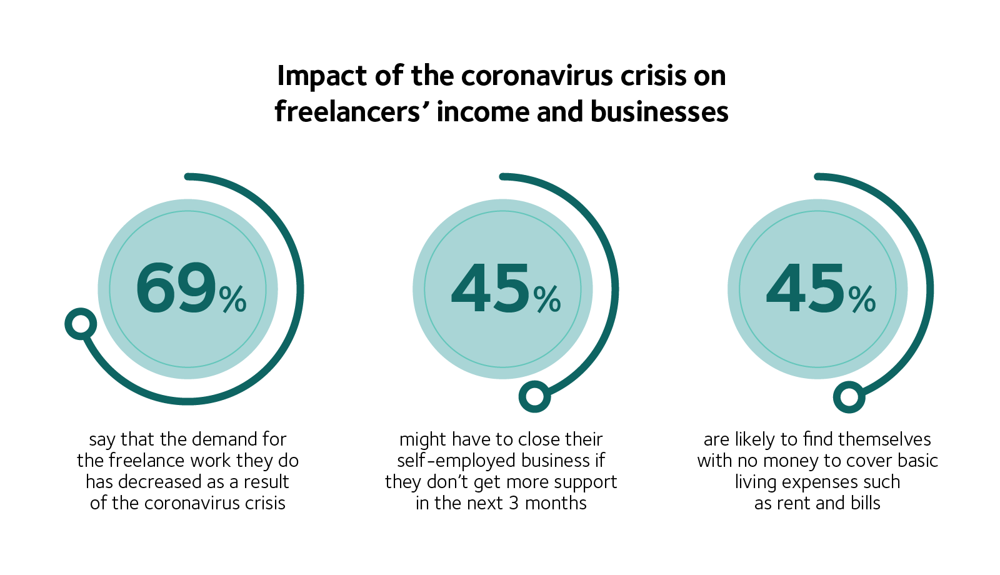 Impact of the coronavirus crisis on
freelancers’ income and businesses
69%
say that the demand for
the freelance work they do
has decreased as a result
of the coronavirus crisis
45%
might have to close their
self-employed business if
they don’t get more support
in the next 3 months
45%
are likely to find themselves
with no money to cover basic
living expenses such
as rent and bills